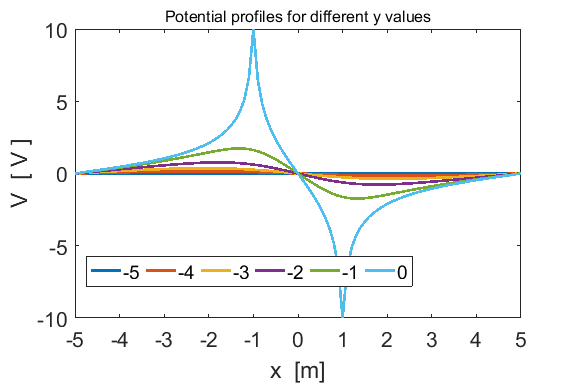 Potential profiles for different y values
10
5
0
-5
-10
V [ V ]
-5 -4 -3 -2 -1 0
-5 -4 -3 -2 -1 0 1 2 3 4 5
x [m]